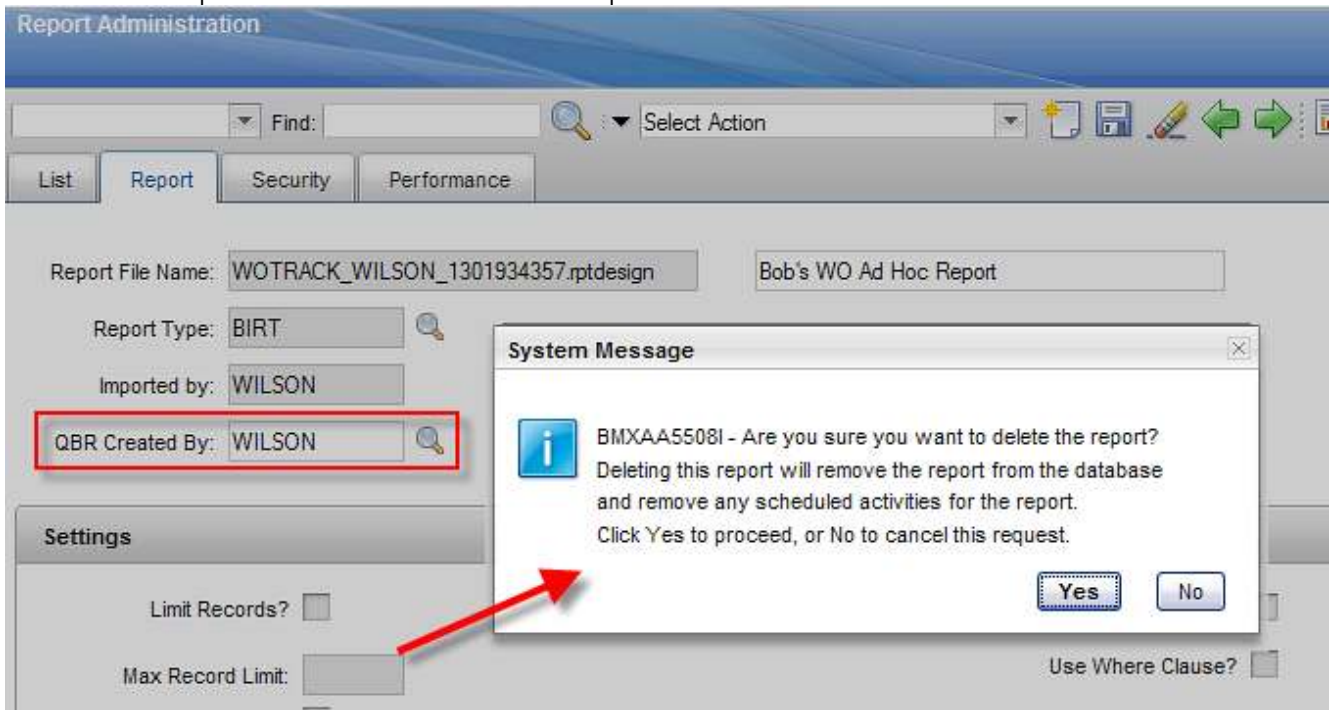 Report Administration
Find:
Select Action
List Report Security Performance
Report File Name: WOTRACK_WILSON_1301934357.rptdesign Bob's WO Ad Hoc Report
Report Type: BIRT
Imported by: WILSON
QBR Created By: WILSON
System Message
BMXAA5508I - Are you sure you want to delete the report?
Deleting this report will remove the report from the database
and remove any scheduled activities for the report.
Click Yes to proceed, or No to cancel this request.
Yes No
Settings
Limit Records?
Max Record Limit:
Use Where Clause?